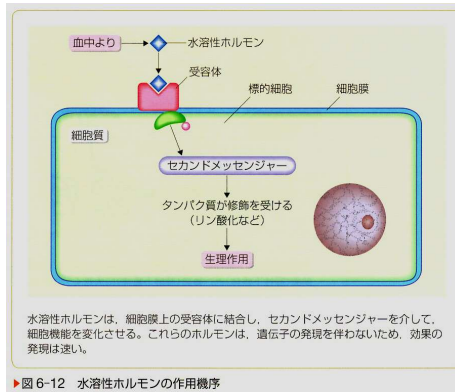 血中より
水溶性ホルモン
受容体
標的細胞
細胞膜
細胞質
セカンドメッセンジャー
タンパク質が修飾を受ける
（リン酸化など）
生理作用
水溶性ホルモンは，細胞膜上の受容体に結合し，セカンドメッセンジャーを介して，
細胞機能を変化させる。これらのホルモンは，遺伝子の発現を伴わないため，効果の
発現は速い。
▶図 6-12 水溶性ホルモンの作用機序